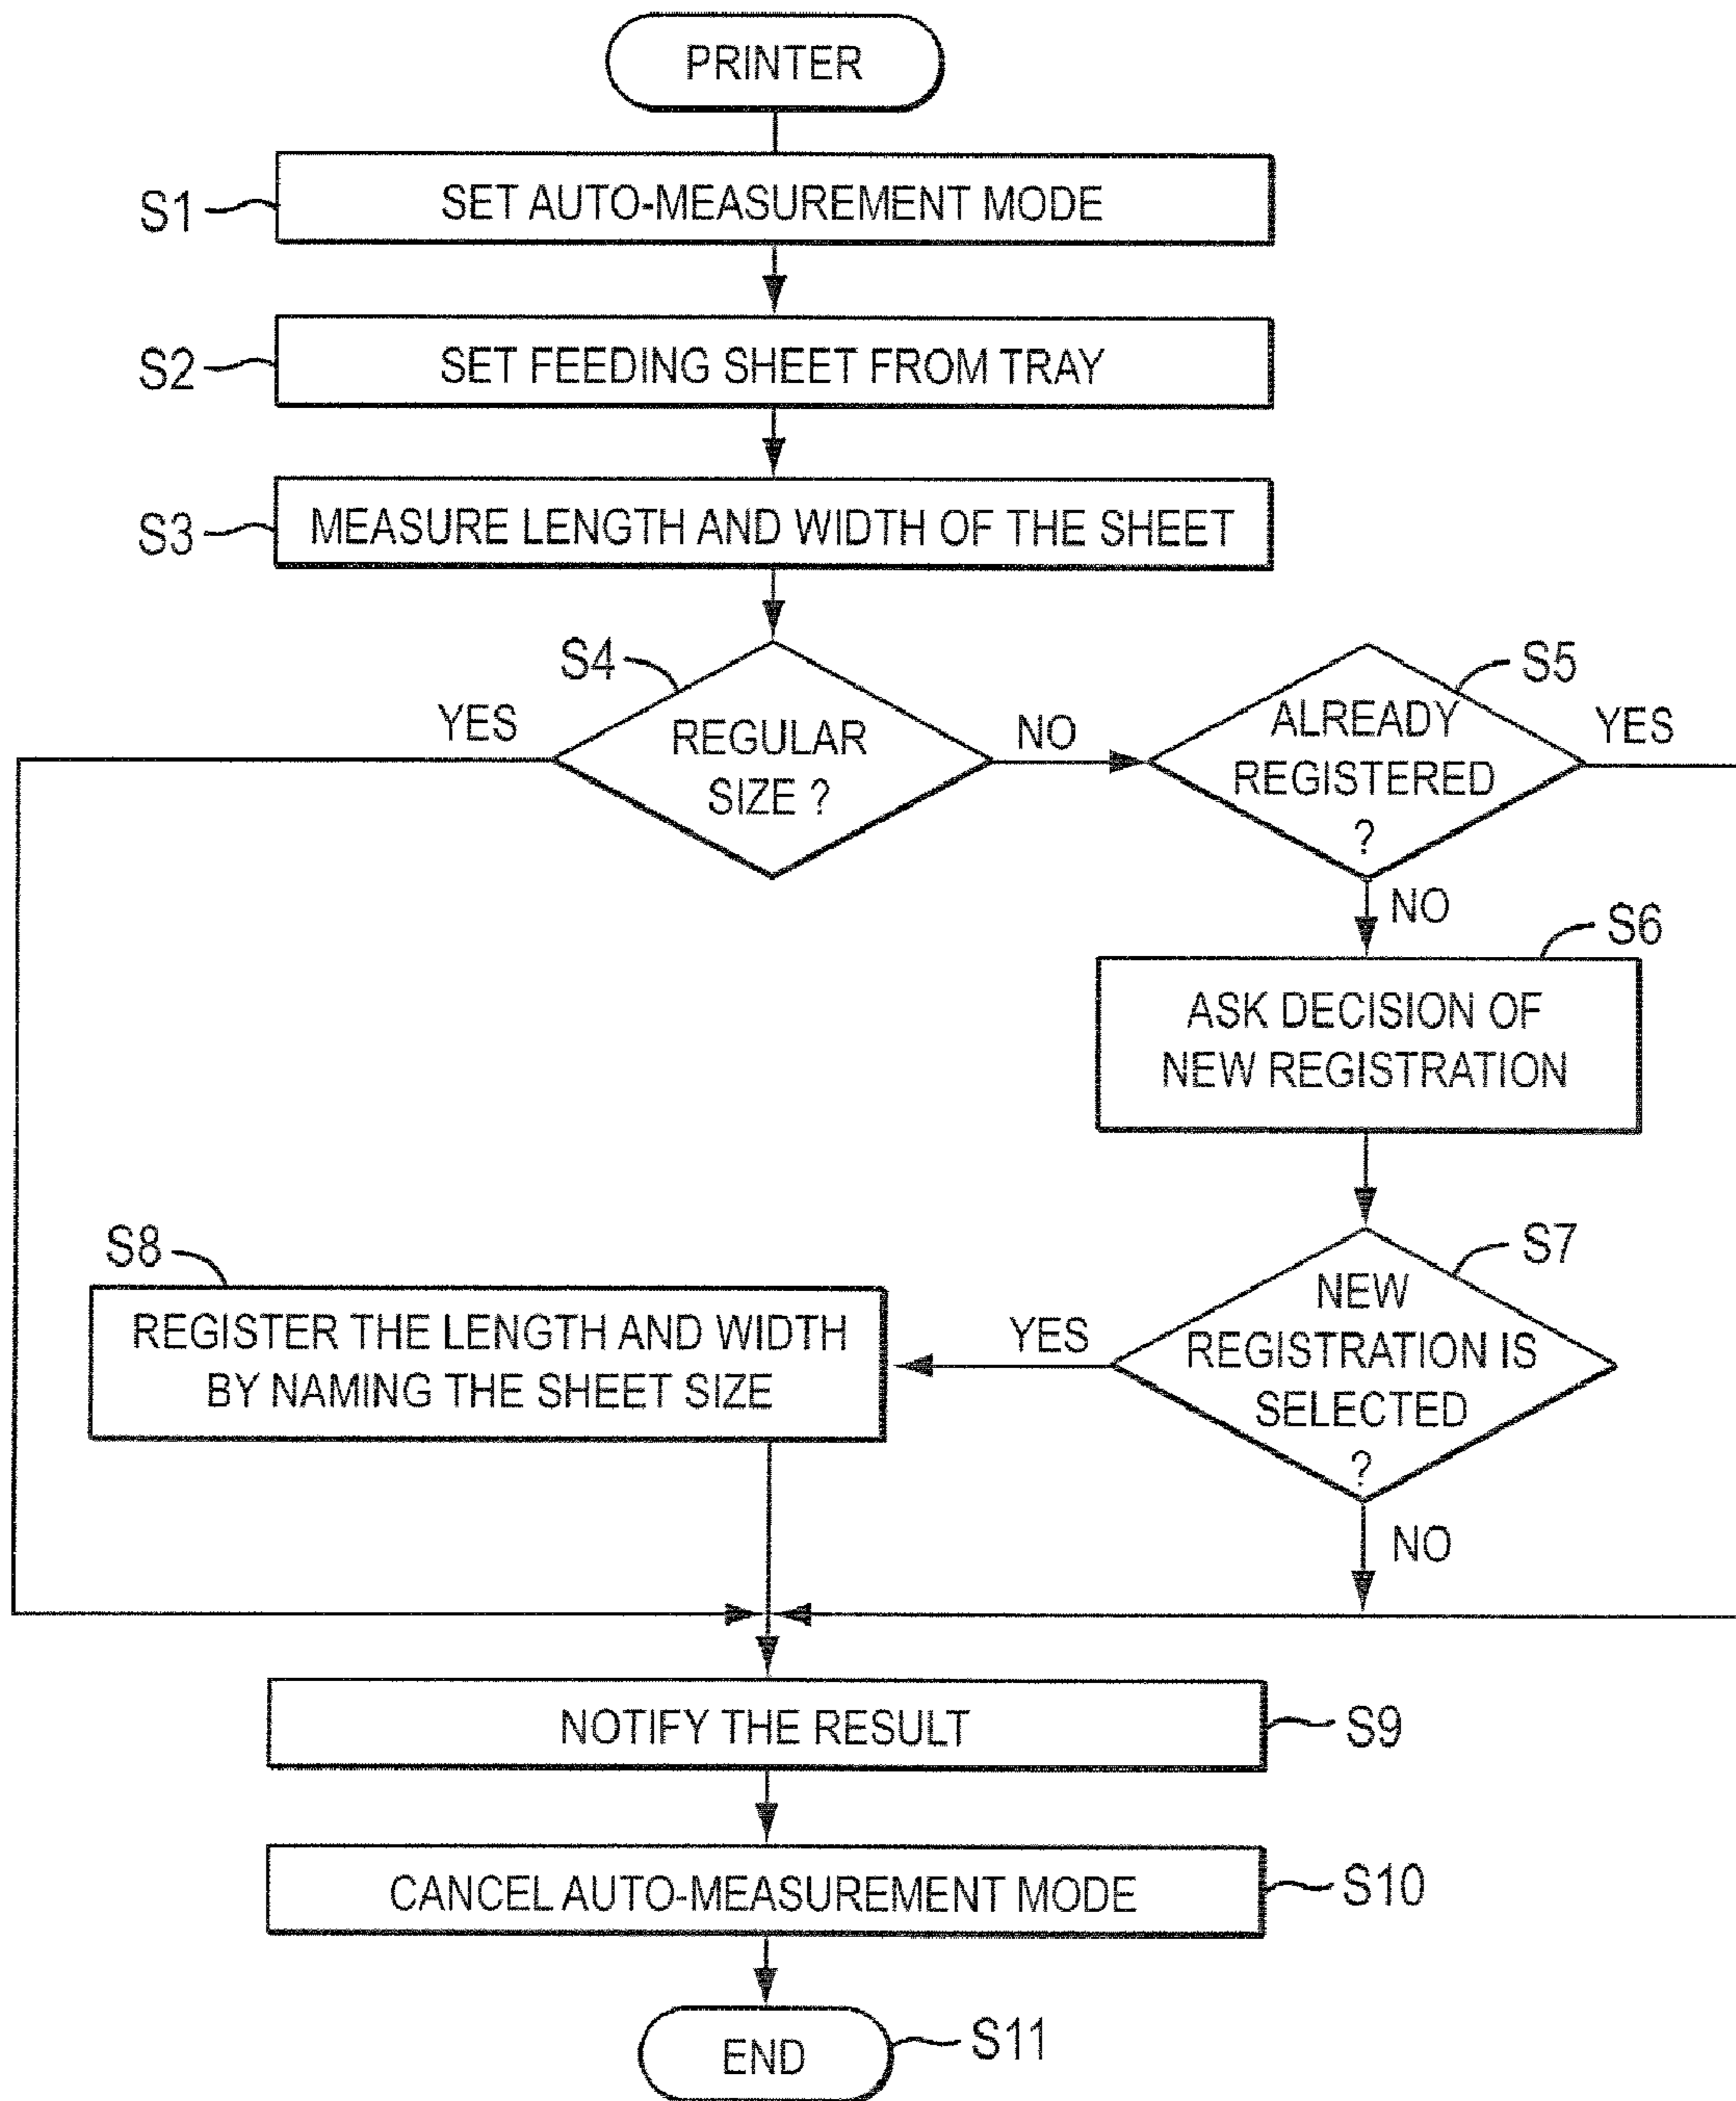 PRINTER
S1
SET AUTO-MEASUREMENT MODE
S2
SET FEEDING SHEET FROM TRAY
S3
MEASURE LENGTH AND WIDTH OF THE SHEET
S4
YES
REGULAR
SIZE ?
NO
S5
ALREADY
REGISTERED
?
YES
NO
S6
ASK DECISION OF
NEW REGISTRATION
S7
NEW
REGISTRATION IS
SELECTED
?
YES
NO
S8
REGISTER THE LENGTH AND WIDTH
BY NAMING THE SHEET SIZE
NOTIFY THE RESULT
S9
CANCEL AUTO-MEASUREMENT MODE
S10
END
S11